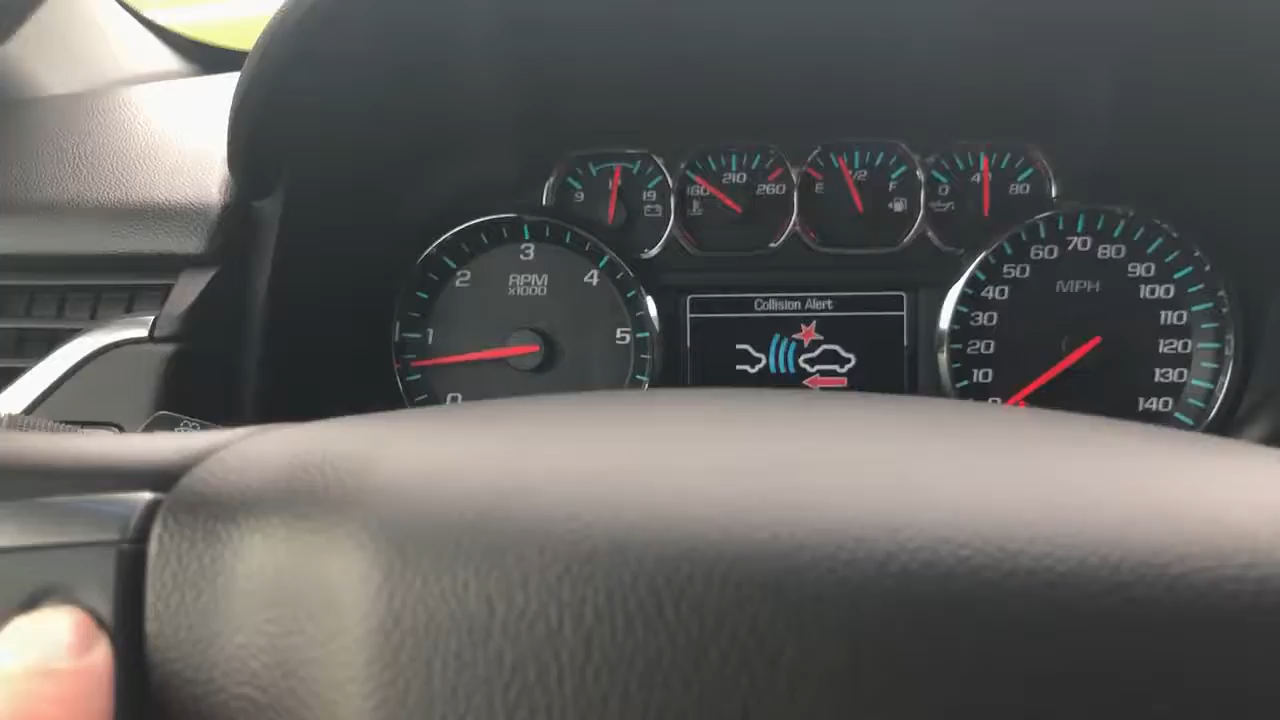 9 19
160 210 260
E 1/2 F
0 40 80
0 1 2 3 4 5
RPM
x1000
Collision Alert
0 10 20 30 40 50 60 70 80 90 100 110 120 130 140
MPH